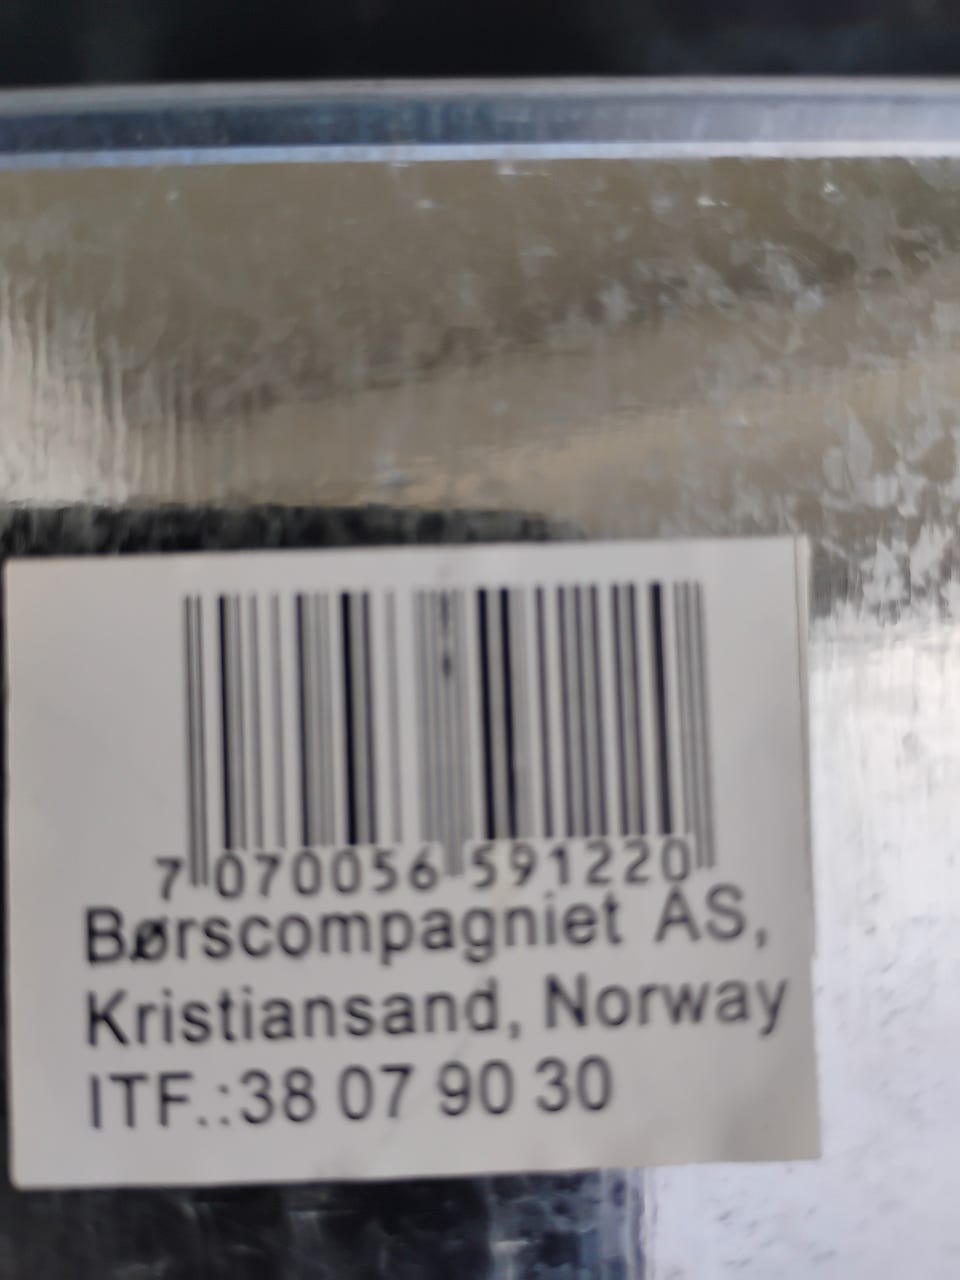 7 070056 591220
Børscompagniet AS,
Kristiansand, Norway
ITF.:38 07 90 30